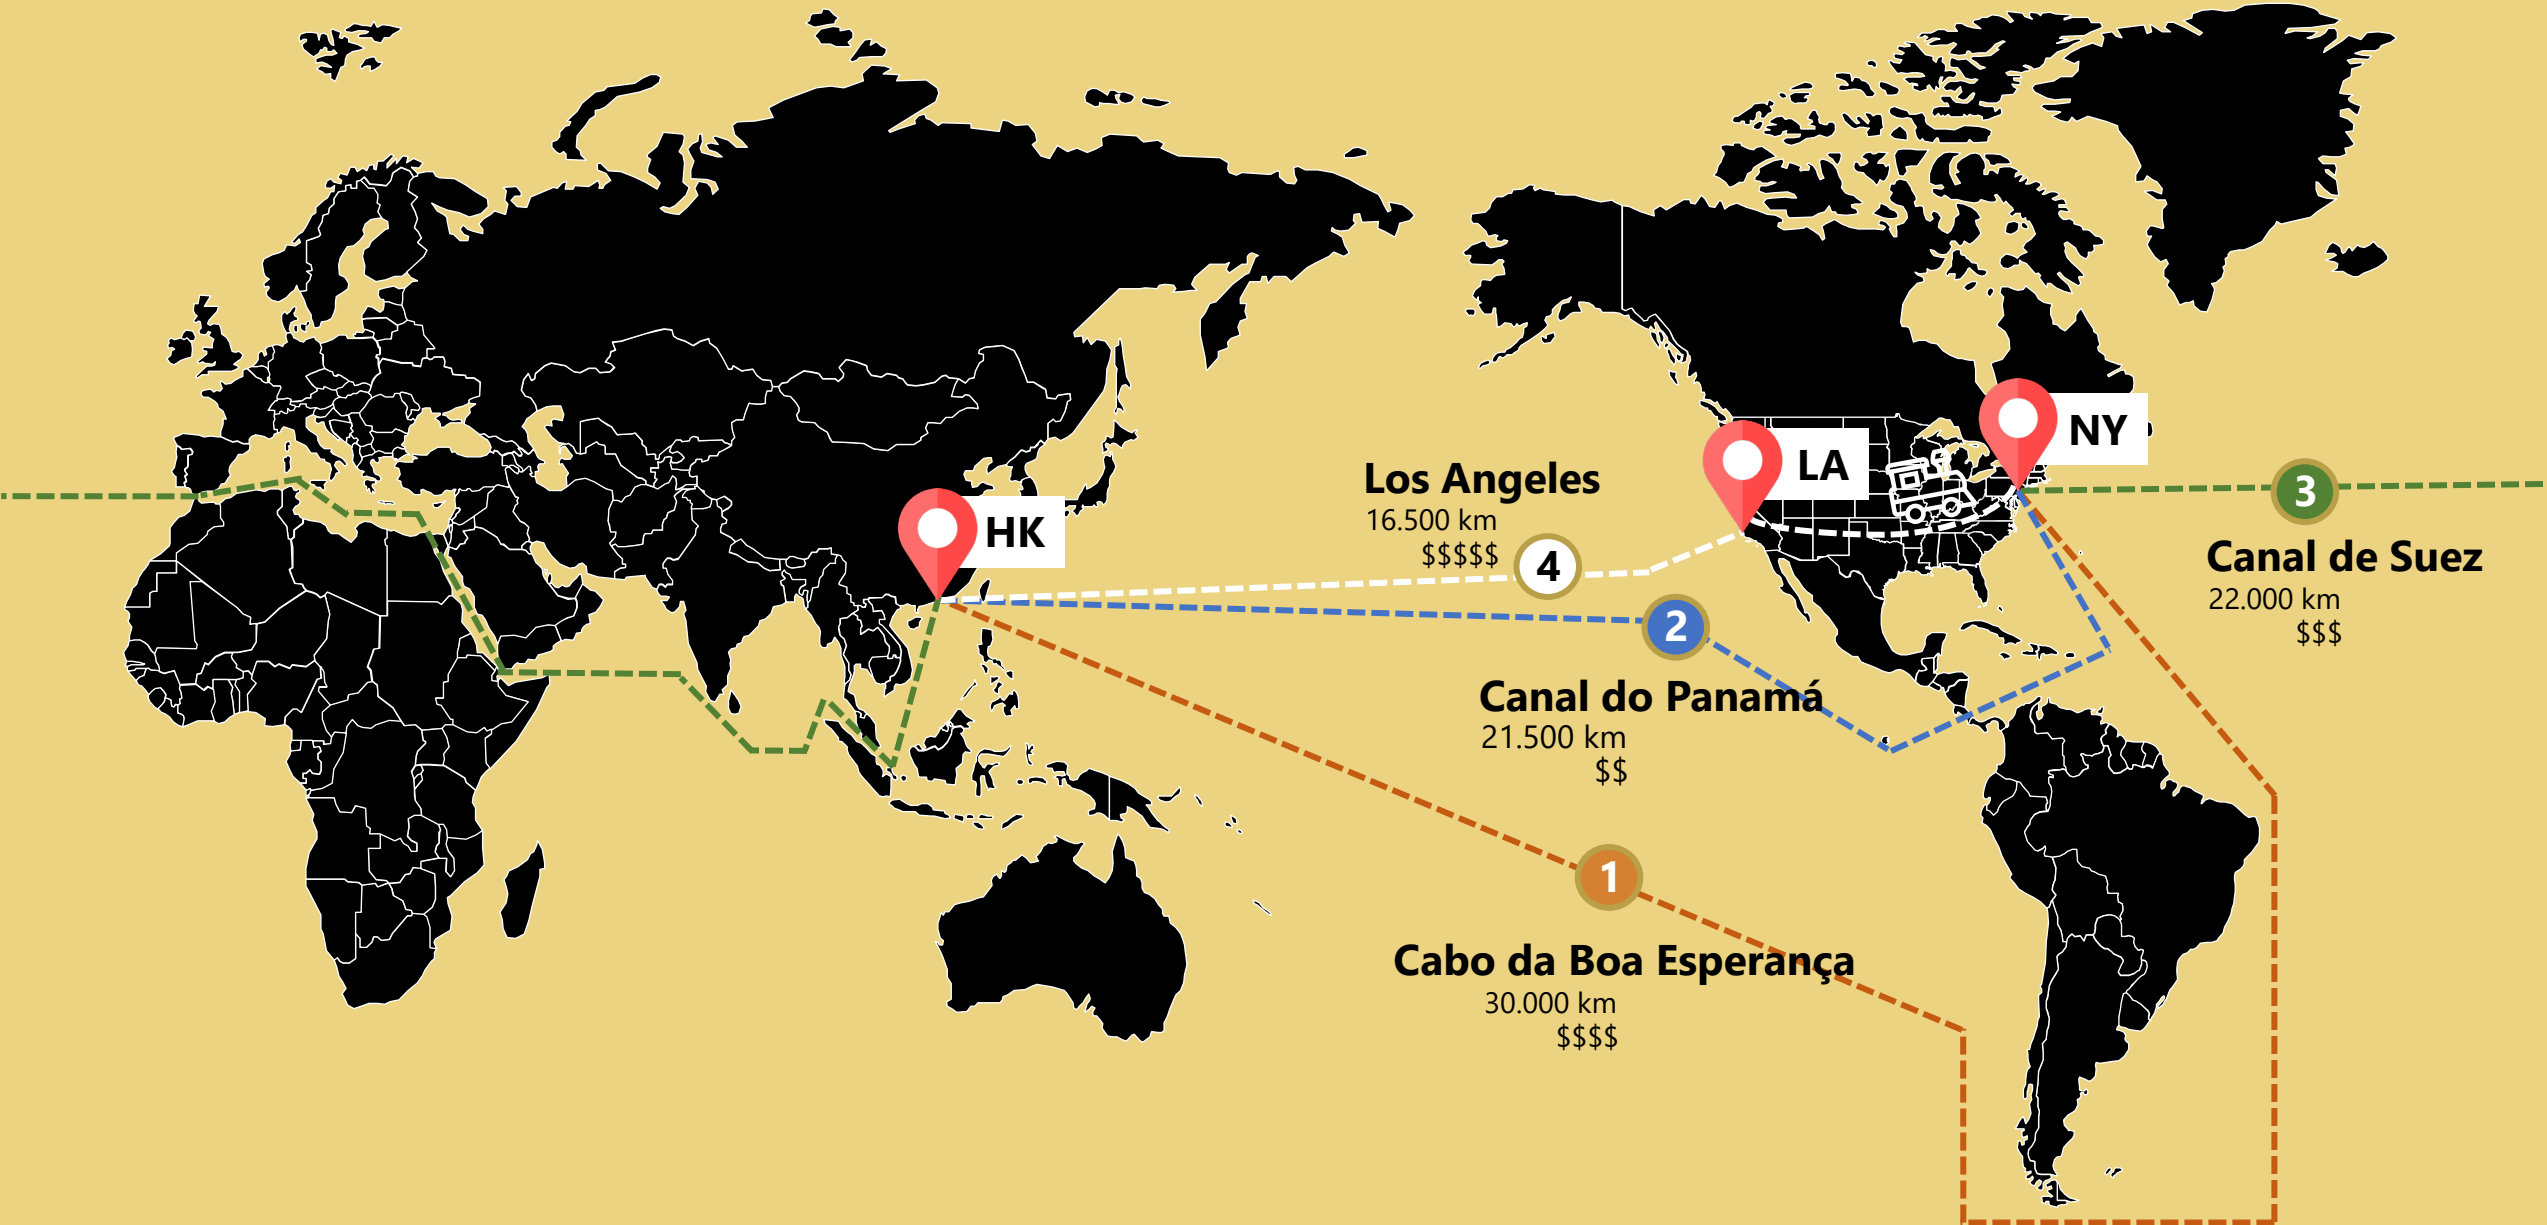 NY
LA
Los Angeles
16.500 km
$$$$$
4
HK
3
Canal de Suez
22.000 km
$$$
2
Canal do Panamá
21.500 km
$$
1
Cabo da Boa Esperança
30.000 km
$$$$